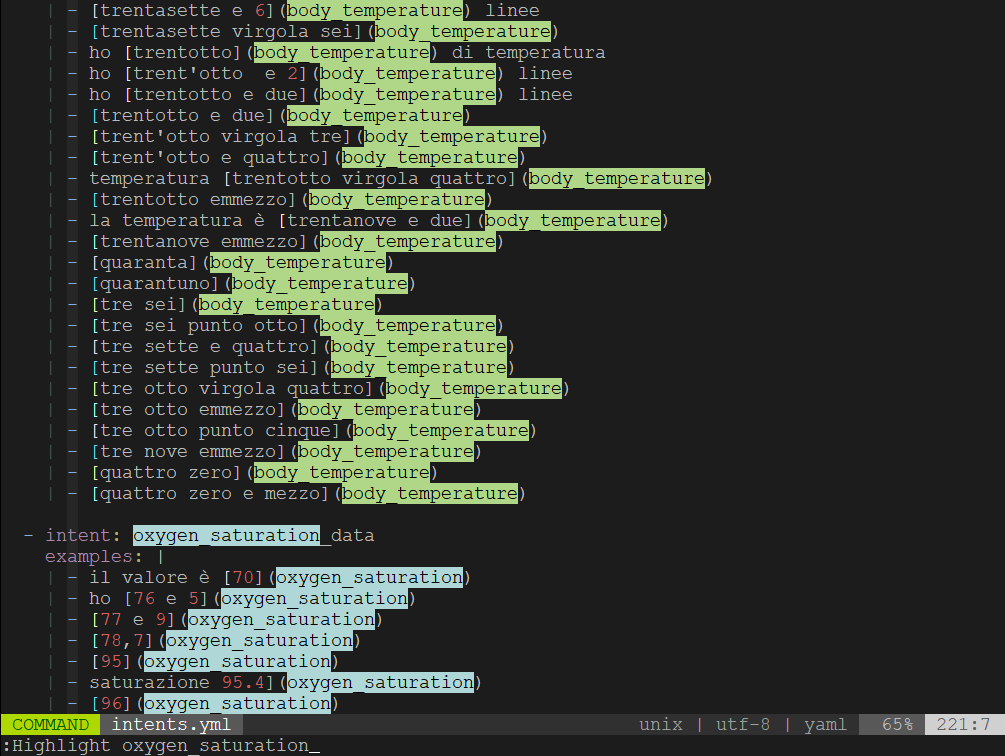 | - [trentasette e 6](body_temperature) linee
| - [trentasette virgola sei](body_temperature)
| - ho [trentotto](body_temperature) di temperatura
| - ho [trent'otto  e 2](body_temperature) linee
| - ho [trentotto e due](body_temperature) linee
| - [trentotto e due](body_temperature)
| - [trent'otto virgola tre](body_temperature)
| - [trent'otto e quattro](body_temperature)
| - temperatura [trentotto virgola quattro](body_temperature)
| - [trentotto emmezzo](body_temperature)
| - la temperatura è [trentanove e due](body_temperature)
| - [trentanove emmezzo](body_temperature)
| - [quaranta](body_temperature)
| - [quarantuno](body_temperature)
| - [tre sei](body_temperature)
| - [tre sei punto otto](body_temperature)
| - [tre sette e quattro](body_temperature)
| - [tre sette punto sei](body_temperature)
| - [tre otto virgola quattro](body_temperature)
| - [tre otto emmezzo](body_temperature)
| - [tre otto punto cinque](body_temperature)
| - [tre nove emmezzo](body_temperature)
| - [quattro zero](body_temperature)
| - [quattro zero e mezzo](body_temperature)
- intent: oxygen_saturation_data
examples: |
| - il valore è [70](oxygen_saturation)
| - ho [76 e 5](oxygen_saturation)
| - [77 e 9](oxygen_saturation)
| - [78,7](oxygen_saturation)
| - [95](oxygen_saturation)
| - saturazione 95.4](oxygen_saturation)
| - [96](oxygen_saturation)
COMMAND intents.yml unix | utf-8 | yaml 65% 221:7
:Highlight oxygen_saturation_